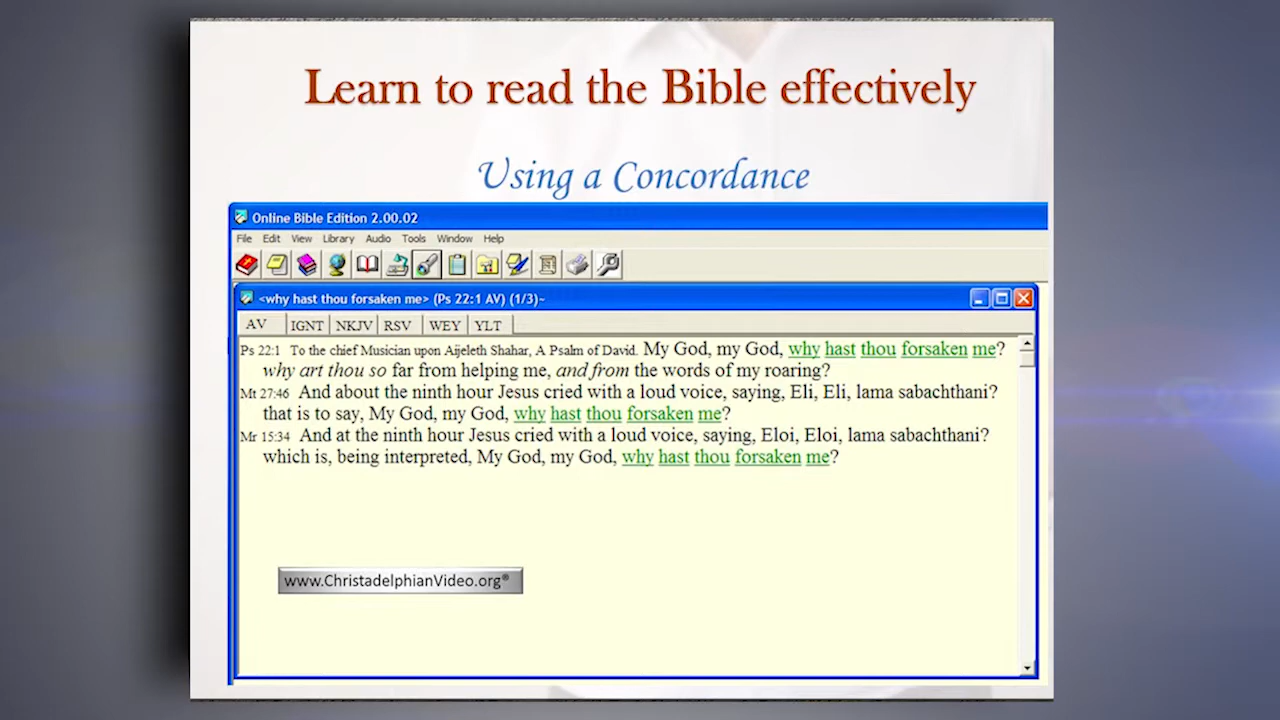 Learn to read the Bible effectively
Using a Concordance
Online Bible Edition 2.00.02
File Edit View Library Audio Tools Window Help
<why hast thou forsaken me> (Ps 22:1 AV) (1/3)~
AV IGNT NKJV RSV WEY YLT
Ps 22:1 To the chief Musician upon Aijeleth Shahar, A Psalm of David. My God, my God, why hast thou forsaken me?
why art thou so far from helping me, and from the words of my roaring?
Mt 27:46 And about the ninth hour Jesus cried with a loud voice, saying, Eli, Eli, lama sabachthani?
that is to say, My God, my God, why hast thou forsaken me?
Mr 15:34 And at the ninth hour Jesus cried with a loud voice, saying, Eloi, Eloi, lama sabachthani?
which is, being interpreted, My God, my God, why hast thou forsaken me?
www.ChristadelphianVideo.org®